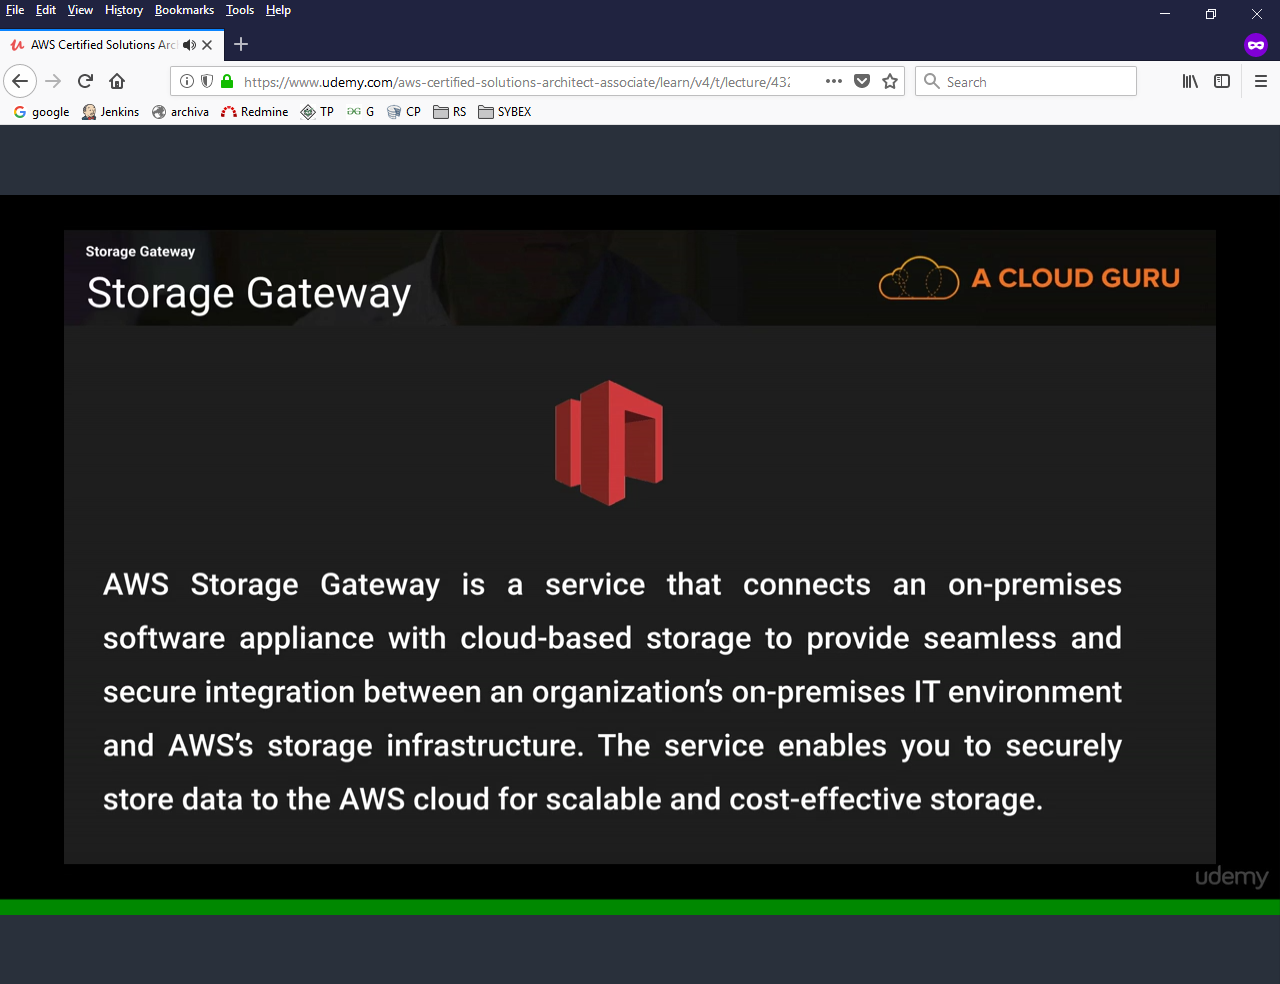 File Edit View History Bookmarks Tools Help
AWS Certified Solutions Arc
https://www.udemy.com/aws-certified-solutions-architect-associate/learn/v4/t/lecture/432
Search
google Jenkins archiva Redmine TP G CP RS SYBEX
Storage Gateway
Storage Gateway
A CLOUD GURU
AWS Storage Gateway is a service that connects an on-premises
software appliance with cloud-based storage to provide seamless and
secure integration between an organization’s on-premises IT environment
and AWS’s storage infrastructure. The service enables you to securely
store data to the AWS cloud for scalable and cost-effective storage.
udemy